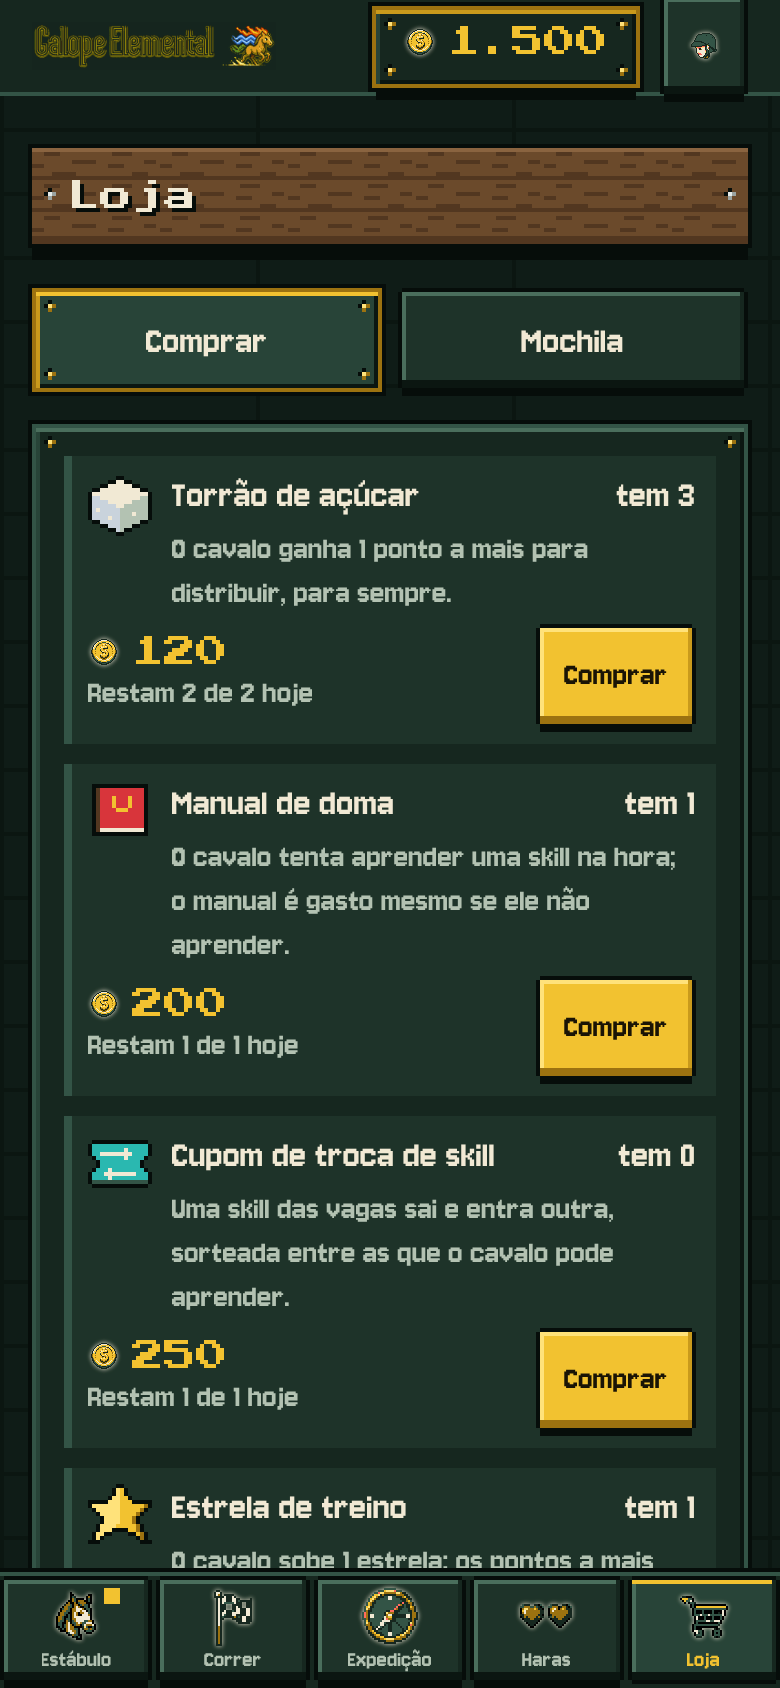 Galope Elemental
1.500
Loja
Comprar
Mochila
Torrão de açúcar
tem 3
O cavalo ganha 1 ponto a mais para
distribuir, para sempre.
120
Restam 2 de 2 hoje
Comprar
Manual de doma
tem 1
O cavalo tenta aprender uma skill na hora;
o manual é gasto mesmo se ele não
aprender.
200
Restam 1 de 1 hoje
Comprar
Cupom de troca de skill
tem 0
Uma skill das vagas sai e entra outra,
sorteada entre as que o cavalo pode
aprender.
250
Restam 1 de 1 hoje
Comprar
Estrela de treino
tem 1
O cavalo sobe 1 estrela; os pontos a mais
Estábulo
Correr
Expedição
Haras
Loja